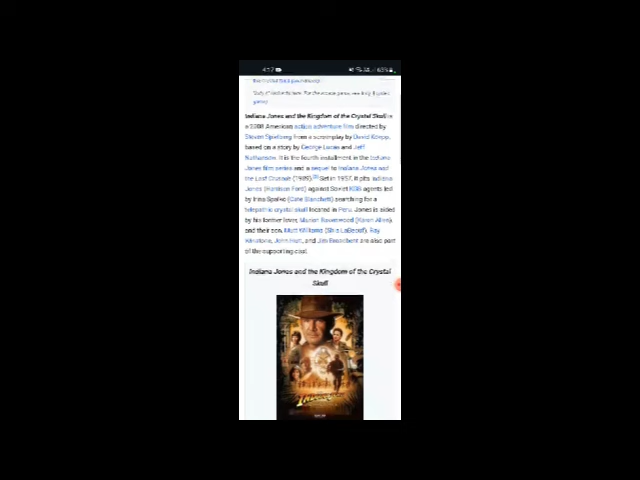 4:17
63%
Indiana Jones and the Kingdom of the Crystal Skull is
a 2008 American action adventure film directed by
Steven Spielberg from a screenplay by David Koepp,
based on a story by George Lucas and Jeff
Nathanson. It is the fourth installment in the Indiana
Jones film series and a sequel to Indiana Jones and
the Last Crusade (1989). Set in 1957, it pits Indiana
Jones (Harrison Ford) against Soviet KGB agents led
by Irina Spalko (Cate Blanchett) searching for a
telepathic crystal skull located in Peru. Jones is aided
by his former lover, Marion Ravenwood (Karen Allen),
and their son, Mutt Williams (Shia LaBeouf). Ray
Winstone, John Hurt, and Jim Broadbent are also part
of the supporting cast.
Indiana Jones and the Kingdom of the Crystal
Skull